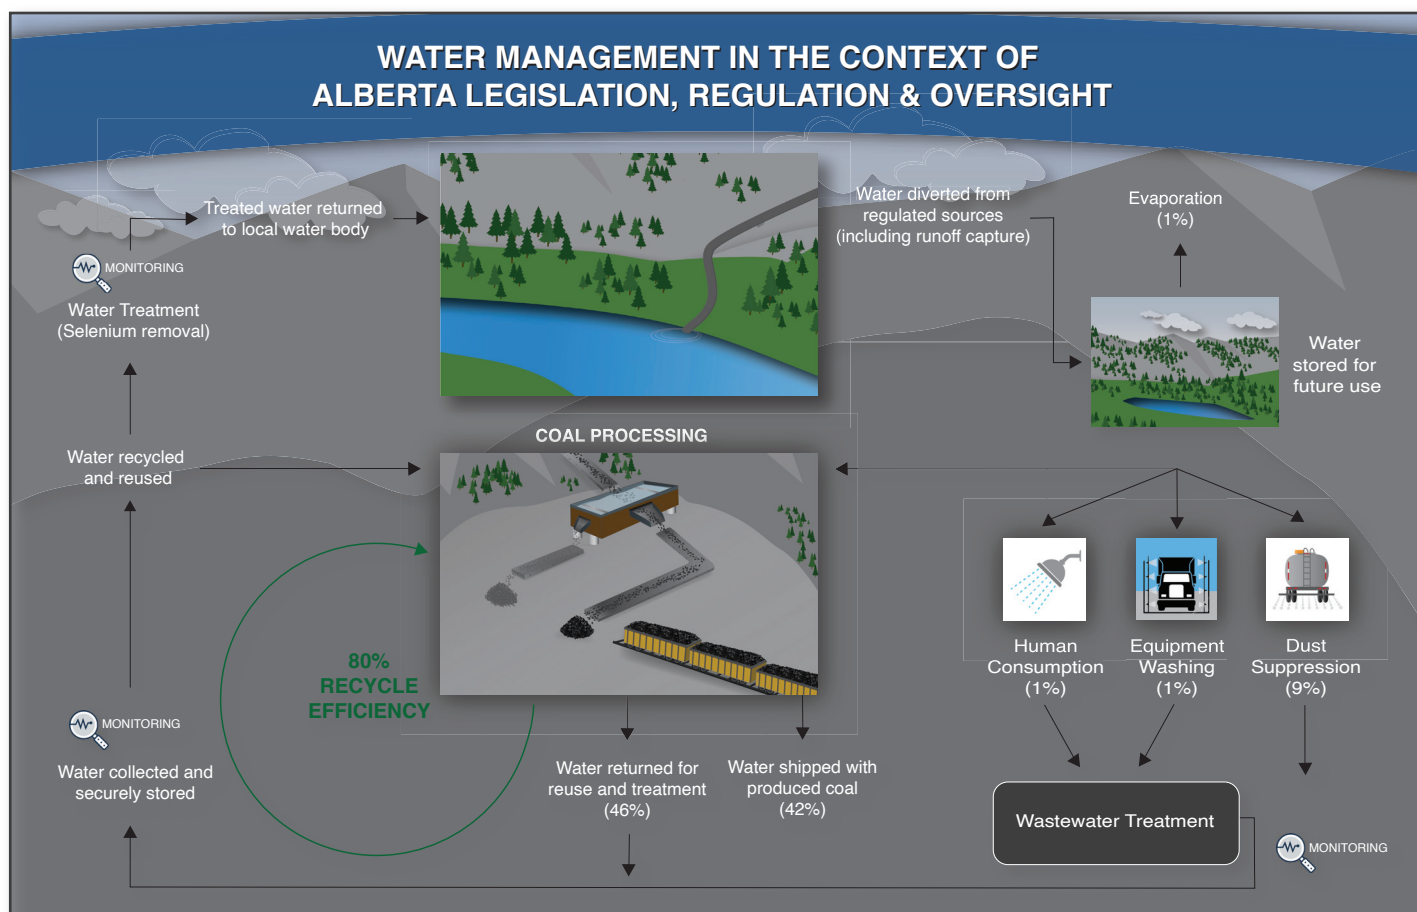 WATER MANAGEMENT IN THE CONTEXT OF
ALBERTA LEGISLATION, REGULATION & OVERSIGHT
Treated water returned
to local water body
Water diverted from
regulated sources
(including runoff capture)
Evaporation
(1%)
MONITORING
Water Treatment
(Selenium removal)
Water
stored for
future use
COAL PROCESSING
Water recycled
and reused
80%
RECYCLE
EFFICIENCY
Human
Consumption
(1%)
Equipment
Washing
(1%)
Dust
Suppression
(9%)
MONITORING
Water collected and
securely stored
Water returned for
reuse and treatment
(46%)
Water shipped with
produced coal
(42%)
Wastewater Treatment
MONITORING